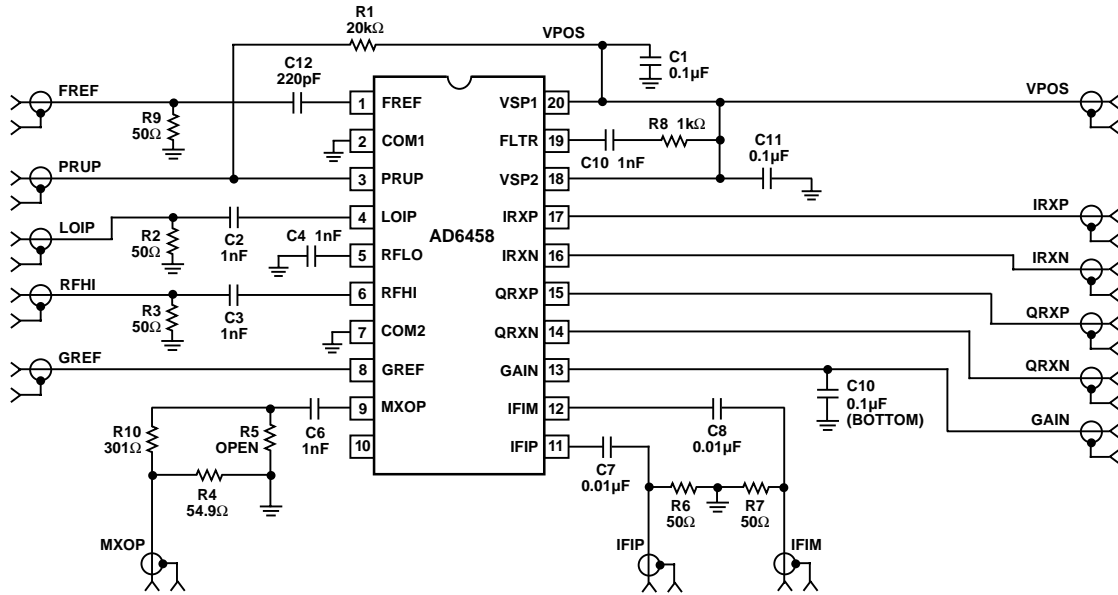 R1
20kΩ
VPOS
C1
0.1µF
C12
220pF
FREF
R9
50Ω
1 FREF
VSP1 20
VPOS
2 COM1
FLTR 19
C10 1nF
R8 1kΩ
C11
0.1µF
PRUP
3 PRUP
VSP2 18
LOIP
R2
50Ω
C2
1nF
4 LOIP
IRXP 17
IRXP
AD6458
C4 1nF
5 RFLO
IRXN 16
IRXN
RFHI
R3
50Ω
C3
1nF
6 RFHI
QRXP 15
QRXP
7 COM2
QRXN 14
QRXN
GREF
8 GREF
GAIN 13
C10
0.1µF
(BOTTOM)
GAIN
R10
301Ω
R5
OPEN
C6
1nF
9 MXOP
IFIM 12
C8
0.01µF
10
IFIP 11
C7
0.01µF
R4
54.9Ω
R6
50Ω
R7
50Ω
MXOP
IFIP
IFIM